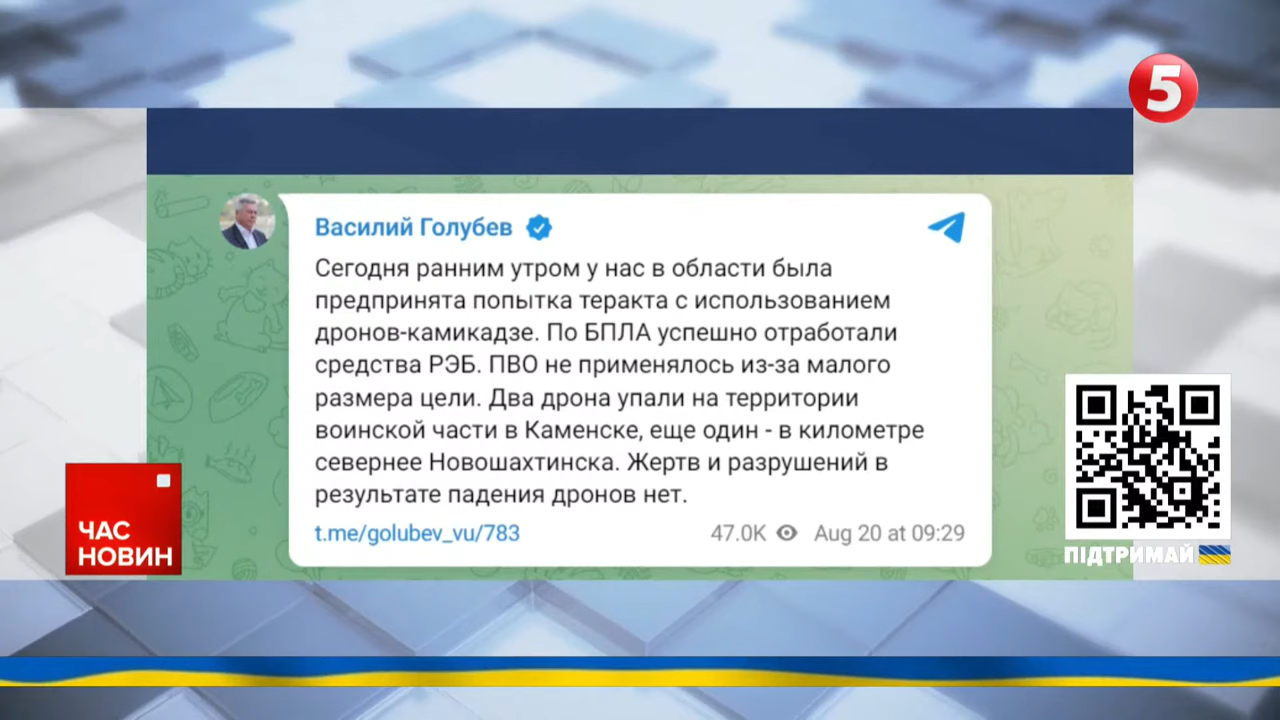 5
Василий Голубев
Сегодня ранним утром у нас в области была
предпринята попытка теракта с использованием
дронов-камикадзе. По БПЛА успешно отработали
средства РЭБ. ПВО не применялось из-за малого
размера цели. Два дрона упали на территории
воинской части в Каменске, еще один - в километре
севернее Новошахтинска. Жертв и разрушений в
результате падения дронов нет.
t.me/golubev_vu/783 47.0K Aug 20 at 09:29
ЧАС
НОВИН
ПІДТРИМАЙ